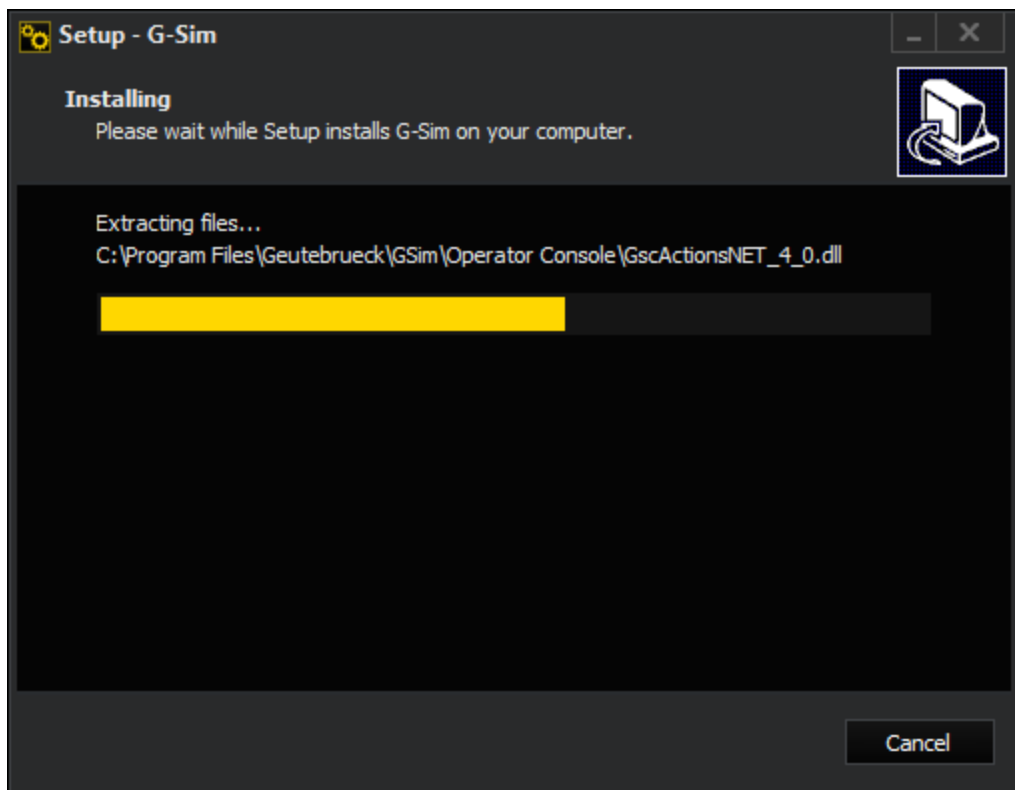 Setup - G-Sim
Installing
Please wait while Setup installs G-Sim on your computer.
Extracting files...
C:\Program Files\Geutebrueck\GSim\Operator Console\GscActionsNET_4_0.dll
Cancel